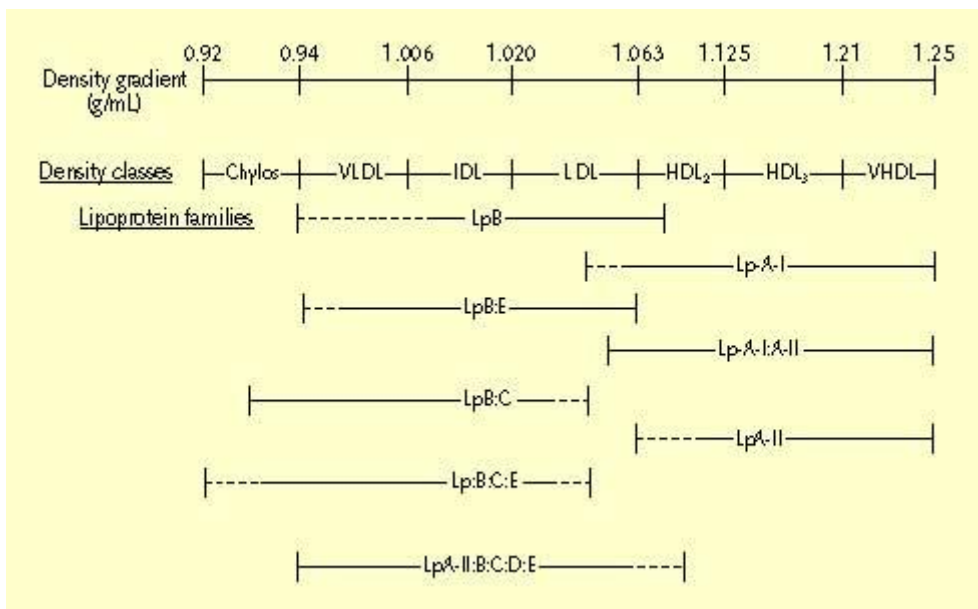 0.92 0.94 1.006 1.020 1.063 1.125 1.21 1.25
Density gradient
(g/mL)
Density classes Chylos VLDL IDL LDL HDL₂ HDL₃ VHDL
Lipoprotein families LpB
Lp-A-I
LpB:E
Lp-A-I:A-II
LpB:C
LpA-II
Lp:B:C:E
LpA-II:B:C:D:E